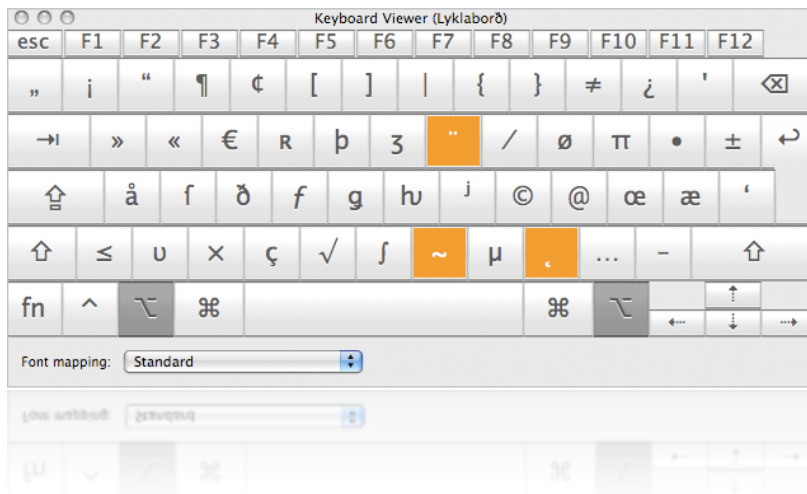 Keyboard Viewer (Lyklaborð)
esc F1 F2 F3 F4 F5 F6 F7 F8 F9 F10 F11 F12
„ ¡ “ ¶ ¢ [ ] | { } ≠ ¿ ' ⌫
⇥ » « € ʀ þ ʒ ¨ ⁄ ø π • ±
⇪ å ſ ð ƒ ǥ ƕ ʲ © @ œ æ ‘ ↩
⇧ ≤ ʋ × ç √ ʃ ~ µ ˛ … – ⇧
fn ^ ⌥ ⌘ ⌘ ⌥ ⇠ ⇡ ⇣ ⇢
Font mapping: Standard